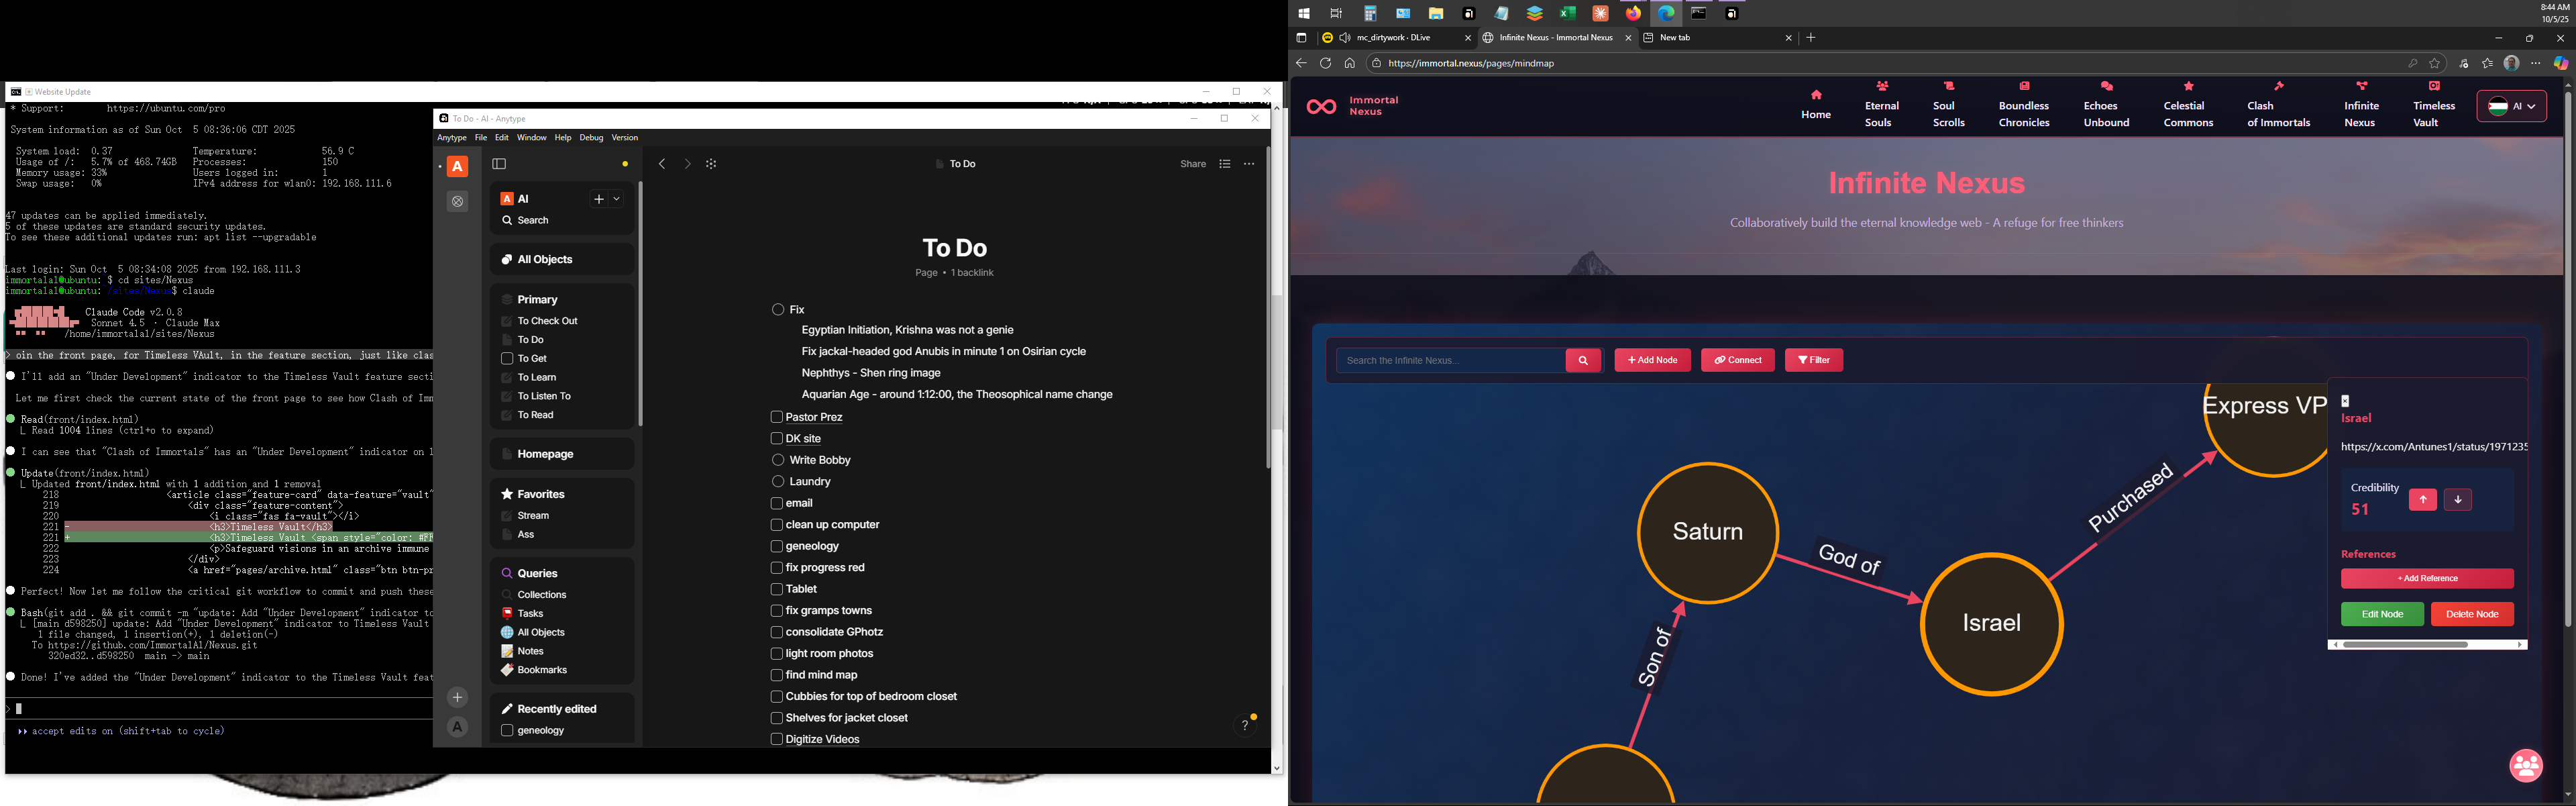 Website Update
* Support:        https://ubuntu.com/pro
System information as of Sun Oct  5 08:36:06 CDT 2025
System load:  0.37               Temperature:            56.9 C
Usage of /:   5.7% of 468.74GB   Processes:              150
Memory usage: 33%                Users logged in:        1
Swap usage:   0%                 IPv4 address for wlan0: 192.168.111.6
47 updates can be applied immediately.
5 of these updates are standard security updates.
To see these additional updates run: apt list --upgradable
Last login: Sun Oct  5 08:34:08 2025 from 192.168.111.3
immortalal@ubuntu:~$ cd sites/Nexus
immortalal@ubuntu:~/sites/Nexus$ claude
Claude Code v2.0.8
Sonnet 4.5 · Claude Max
/home/immortalal/sites/Nexus
> oin the front page, for Timeless VAult, in the feature section, just like clas
I'll add an "Under Development" indicator to the Timeless Vault feature secti
Let me first check the current state of the front page to see how Clash of Imm
Read(front/index.html)
Read 1004 lines (ctrl+o to expand)
I can see that "Clash of Immortals" has an "Under Development" indicator on l
Update(front/index.html)
Updated front/index.html with 1 addition and 1 removal
218 <article class="feature-card" data-feature="vault"
219 <div class="feature-content">
220 <i class="fas fa-vault"></i>
221 - <h3>Timeless Vault</h3>
221 + <h3>Timeless Vault <span style="color: #FF
222 <p>Safeguard visions in an archive immune
223 </div>
224 <a href="pages/archive.html" class="btn btn-pr
Perfect! Now let me follow the critical git workflow to commit and push these
Bash(git add . && git commit -m "update: Add "Under Development" indicator to
[main d598250] update: Add "Under Development" indicator to Timeless Vault
1 file changed, 1 insertion(+), 1 deletion(-)
To https://github.com/ImmortalAl/Nexus.git
320ed32..d598250  main -> main
Done! I've added the "Under Development" indicator to the Timeless Vault feat
>
accept edits on (shift+tab to cycle)
To Do - AI - Anytype
Anytype File Edit Window Help Debug Version
A
AI
Search
All Objects
Primary
To Check Out
To Do
To Get
To Learn
To Listen To
To Read
Homepage
Favorites
Stream
Ass
Queries
Collections
Tasks
All Objects
Notes
Bookmarks
Recently edited
geneology
A
To Do
Share
To Do
Page • 1 backlink
Fix
Egyptian Initiation, Krishna was not a genie
Fix jackal-headed god Anubis in minute 1 on Osirian cycle
Nephthys - Shen ring image
Aquarian Age - around 1:12:00, the Theosophical name change
Pastor Prez
DK site
Write Bobby
Laundry
email
clean up computer
geneology
fix progress red
Tablet
fix gramps towns
consolidate GPhotz
light room photos
find mind map
Cubbies for top of bedroom closet
Shelves for jacket closet
Digitize Videos
?
8:44 AM
10/5/25
mc_dirtywork · DLive
Infinite Nexus - Immortal Nexus
New tab
https://immortal.nexus/pages/mindmap
Immortal
Nexus
Home
Eternal
Souls
Soul
Scrolls
Boundless
Chronicles
Echoes
Unbound
Celestial
Commons
Clash
of Immortals
Infinite
Nexus
Timeless
Vault
Al
Infinite Nexus
Collaboratively build the eternal knowledge web - A refuge for free thinkers
Search the Infinite Nexus...
+ Add Node
Connect
Filter
Express VP
Purchased
Saturn
God of
Israel
Son of
×
Israel
https://x.com/Antunes1/status/1971235
Credibility
51
References
+ Add Reference
Edit Node
Delete Node